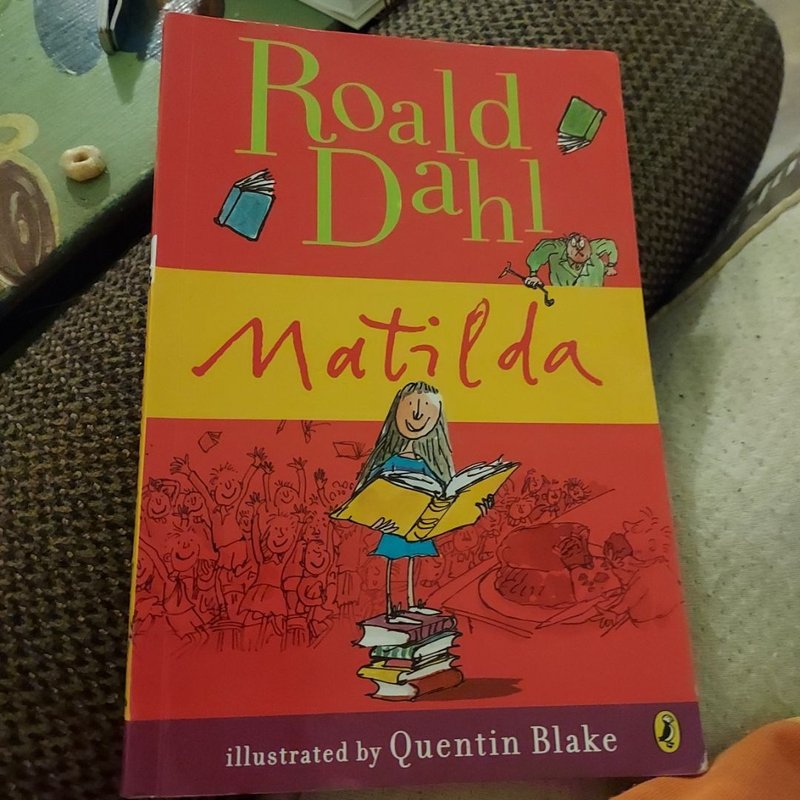 Roald
Dahl
Matilda
illustrated by Quentin Blake